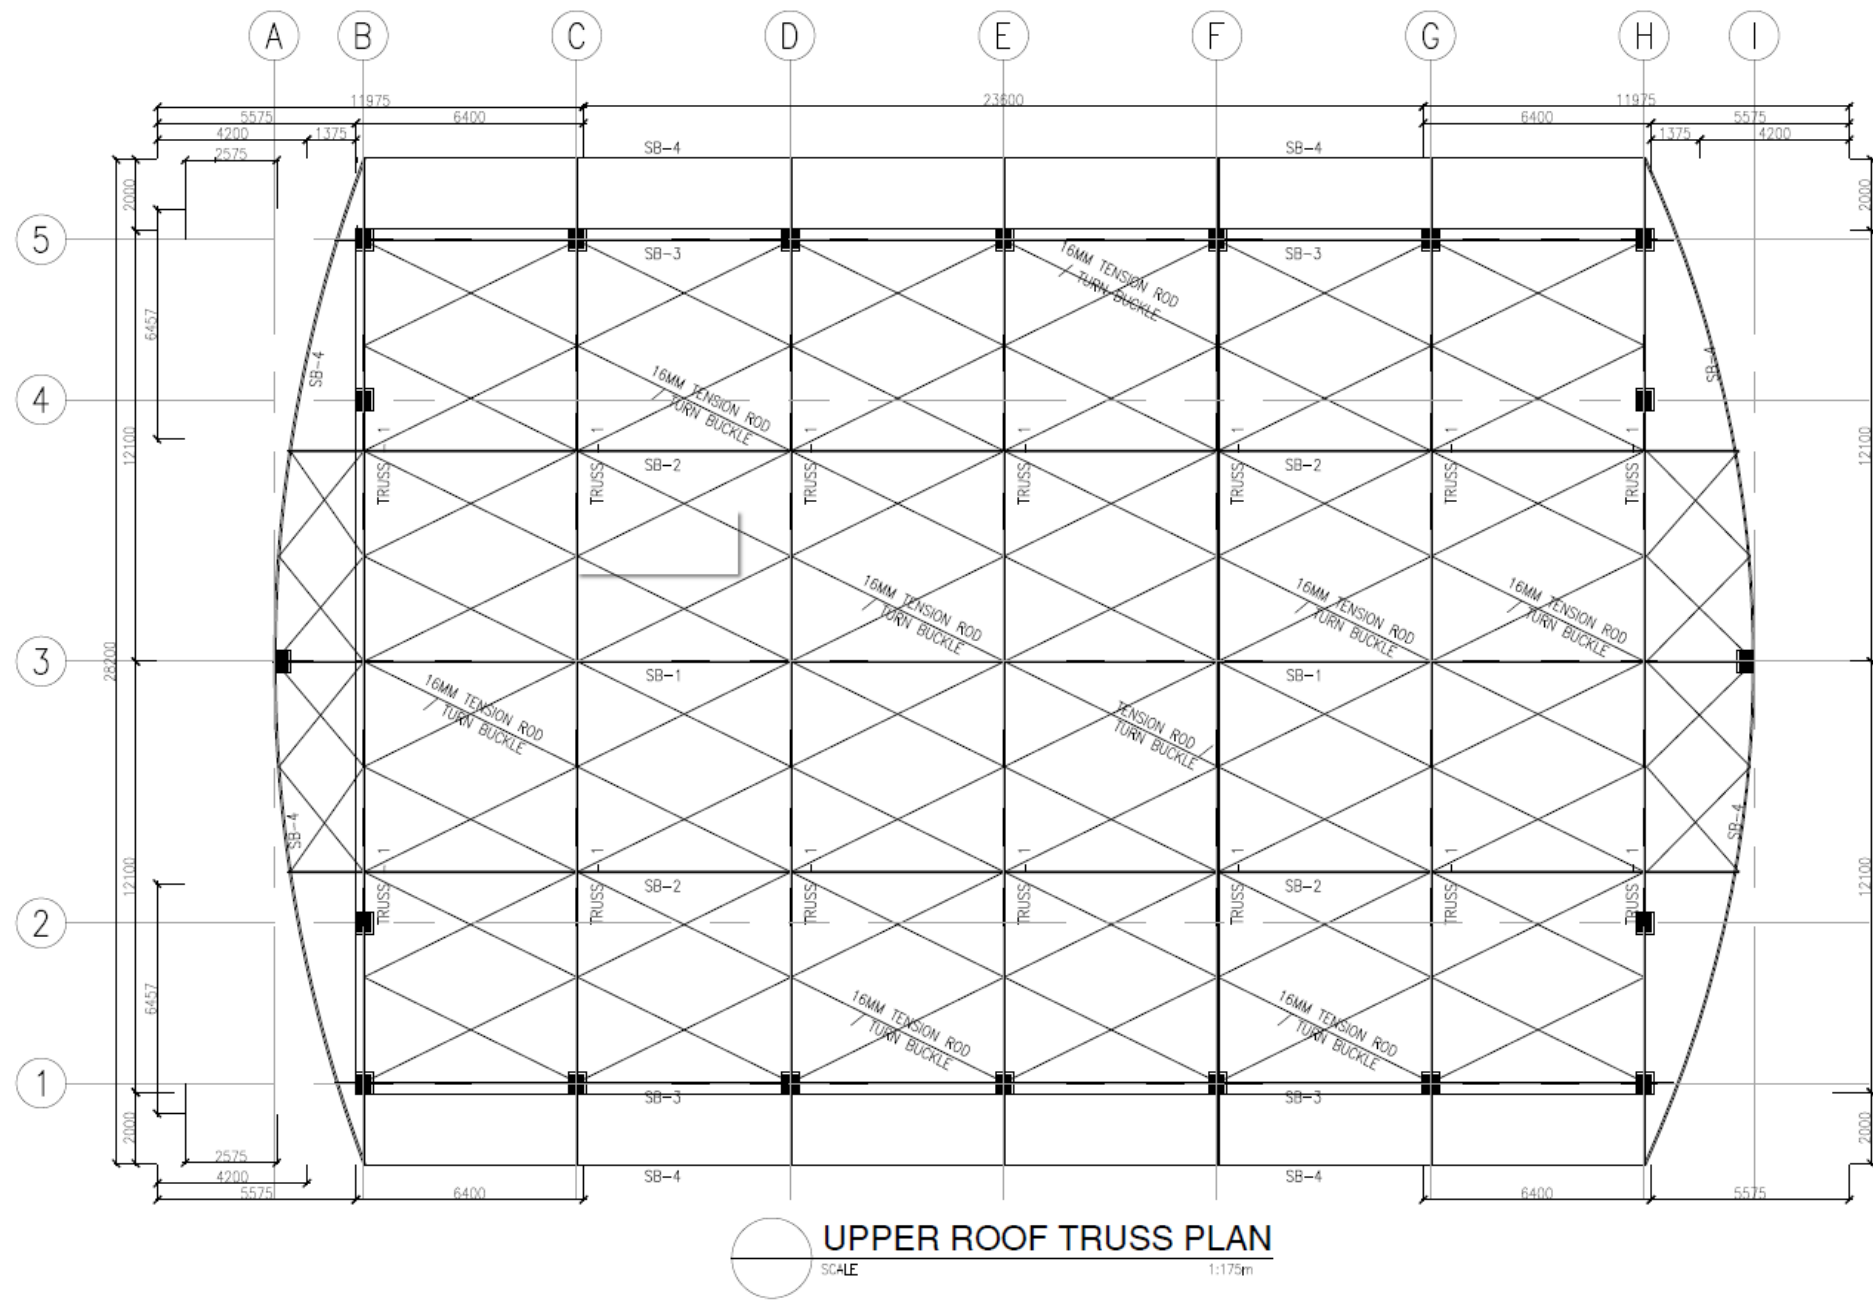 A B C D E F G H I
11975 23600 11975
5575 6400 6400 5575
4200 1375 1375 4200
2575
SB-4 SB-4
2000 2000
5
SB-3 SB-3
16MM TENSION ROD
TURN BUCKLE
6457
SB-4 SB-4
16MM TENSION ROD
TURN BUCKLE
4
12100 12100
TRUSS - 1 TRUSS - 1 TRUSS - 1 TRUSS - 1 TRUSS - 1 TRUSS - 1 TRUSS - 1
SB-2 SB-2
16MM TENSION ROD
TURN BUCKLE
16MM TENSION ROD
TURN BUCKLE
16MM TENSION ROD
TURN BUCKLE
3
28200
SB-1 SB-1
16MM TENSION ROD
TURN BUCKLE
TENSION ROD
TURN BUCKLE
SB-4 SB-4
12100 12100
TRUSS - 1 TRUSS - 1 TRUSS - 1 TRUSS - 1 TRUSS - 1 TRUSS - 1 TRUSS - 1
SB-2 SB-2
2
6457
16MM TENSION ROD
TURN BUCKLE
16MM TENSION ROD
TURN BUCKLE
1
SB-3 SB-3
2000 2000
2575
SB-4 SB-4
4200
5575 6400 6400 5575
UPPER ROOF TRUSS PLAN
SCALE 1:175m